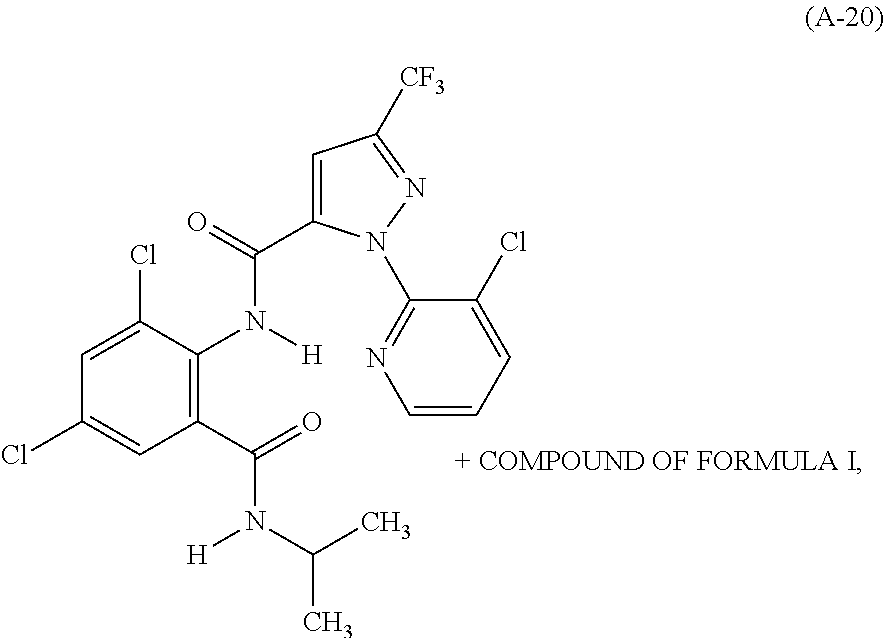 (A-20)
CF3
N
O
N
Cl
Cl
N
H
N
O
Cl
+ COMPOUND OF FORMULA I,
N
CH3
H
CH3